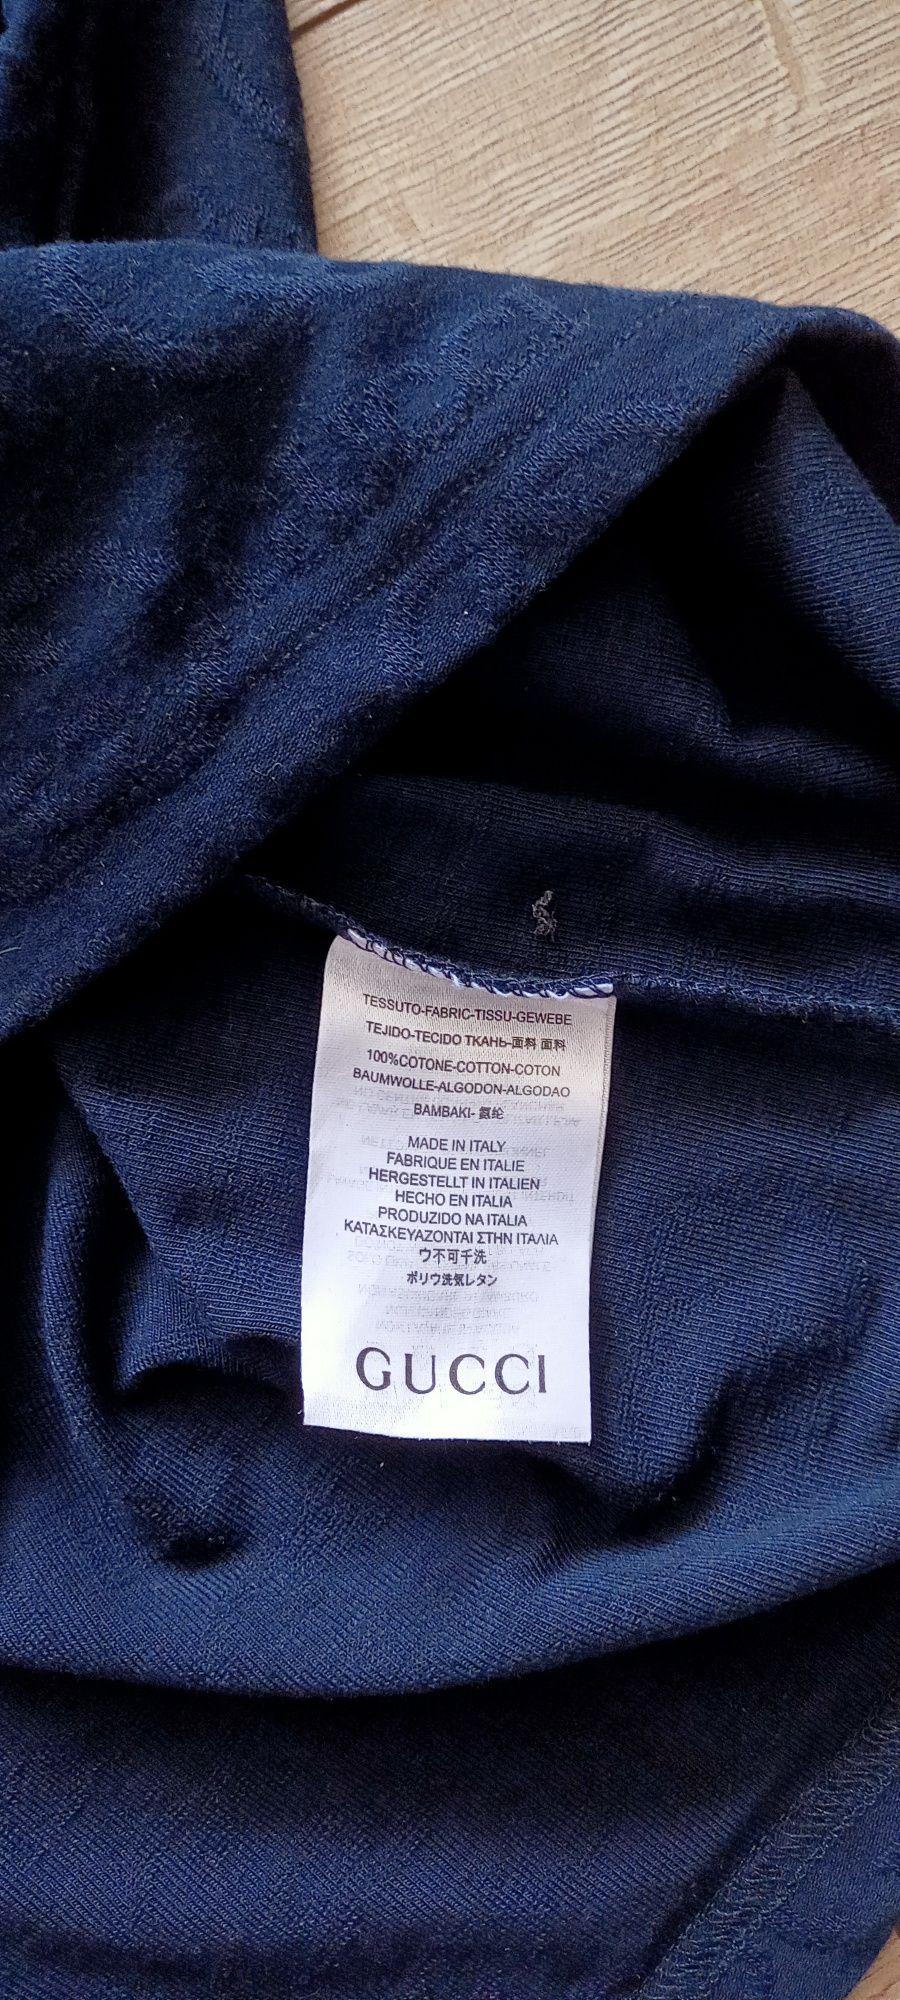 TESSUTO-FABRIC-TISSU-GEWEBE
TEJIDO-TECIDO ТКАНЬ-面料 面料
100%COTONE-COTTON-COTON
BAUMWOLLE-ALGODON-ALGODAO
BAMBAKI- 氨纶
MADE IN ITALY
FABRIQUE EN ITALIE
HERGESTELLT IN ITALIEN
HECHO EN ITALIA
PRODUZIDO NA ITALIA
ΚΑΤΑΣΚΕΥΑΖΟΝΤΑΙ ΣΤΗΝ ΙΤΑΛΙΑ
ウ不可千洗
ポリウ洗気レタン
GUCCI